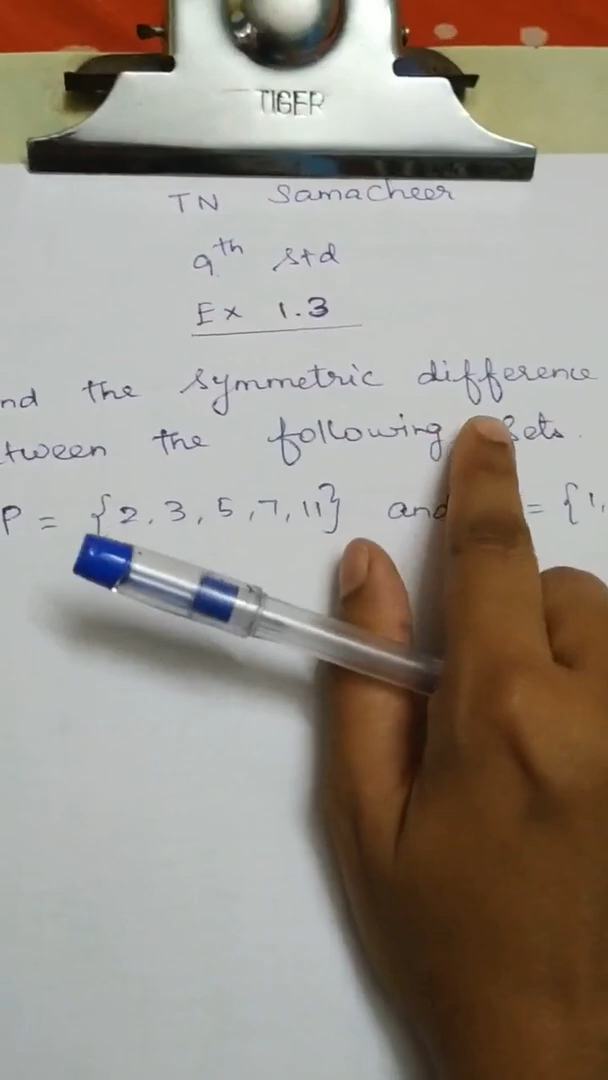 TIGER
TN Samacheer
9th Std
Ex 1.3
nd the symmetric difference
tween the following sets.
P = {2, 3, 5, 7, 11} and = {1,